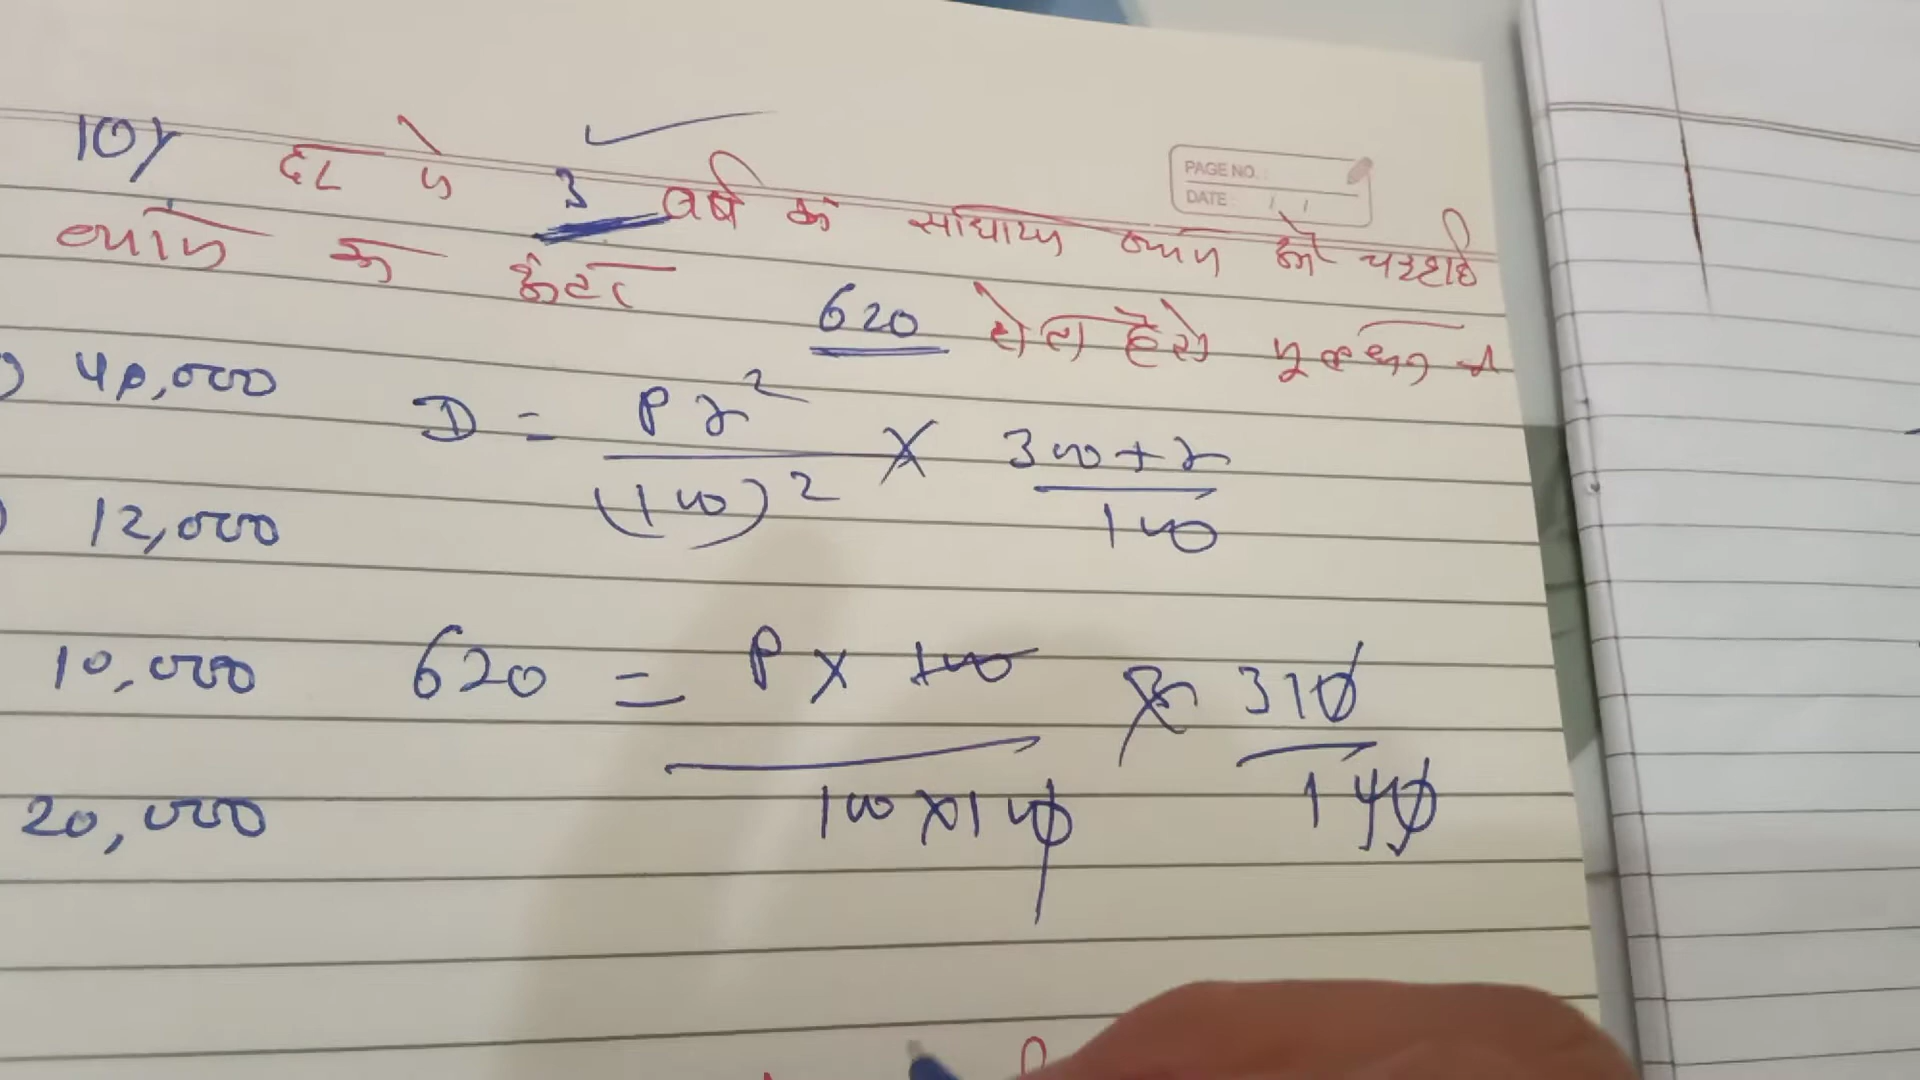 10% दर से 3 वर्ष के साधारण ब्याज और चक्रवृद्धि
PAGE NO.:
DATE: / /
ब्याज का अंतर 620 होता है तो मूलधन
) 40,000
D = Pr² / (100)² × 300+r / 100
) 12,000
10,000
620 = P × 100 / 100×100 × 310 / 100
20,000